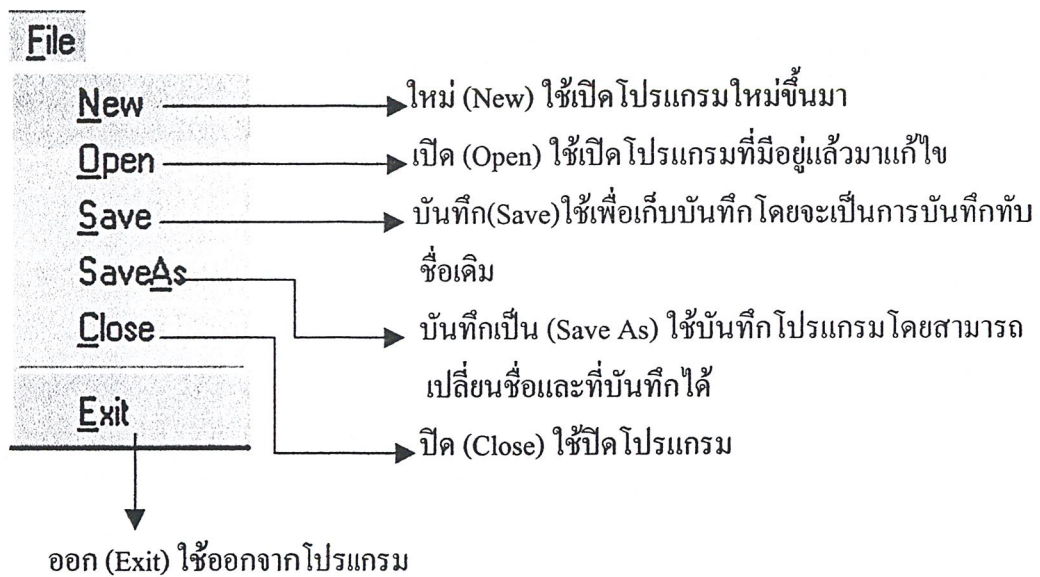 File
New
ใหม่ (New) ใช้เปิดโปรแกรมใหม่ขึ้นมา
Open
เปิด (Open) ใช้เปิดโปรแกรมที่มีอยู่แล้วมาแก้ไข
Save
บันทึก(Save)ใช้เพื่อเก็บบันทึกโดยจะเป็นการบันทึกทับ
ชื่อเดิม
SaveAs
บันทึกเป็น (Save As) ใช้บันทึกโปรแกรมโดยสามารถ
เปลี่ยนชื่อและที่บันทึกได้
Close
ปิด (Close) ใช้ปิดโปรแกรม
Exit
ออก (Exit) ใช้ออกจากโปรแกรม